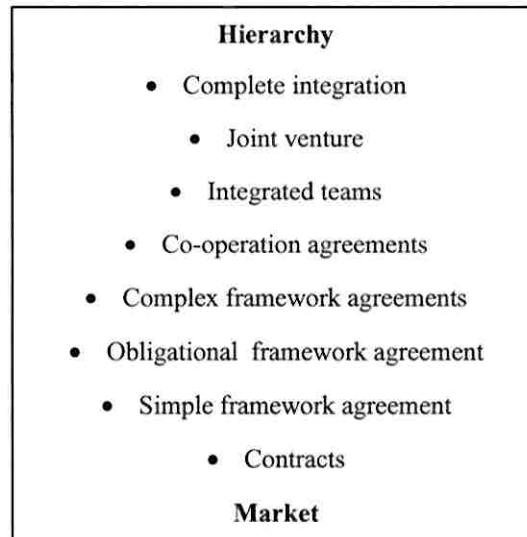 Hierarchy
• Complete integration
• Joint venture
• Integrated teams
• Co-operation agreements
• Complex framework agreements
• Obligational framework agreement
• Simple framework agreement
• Contracts
Market